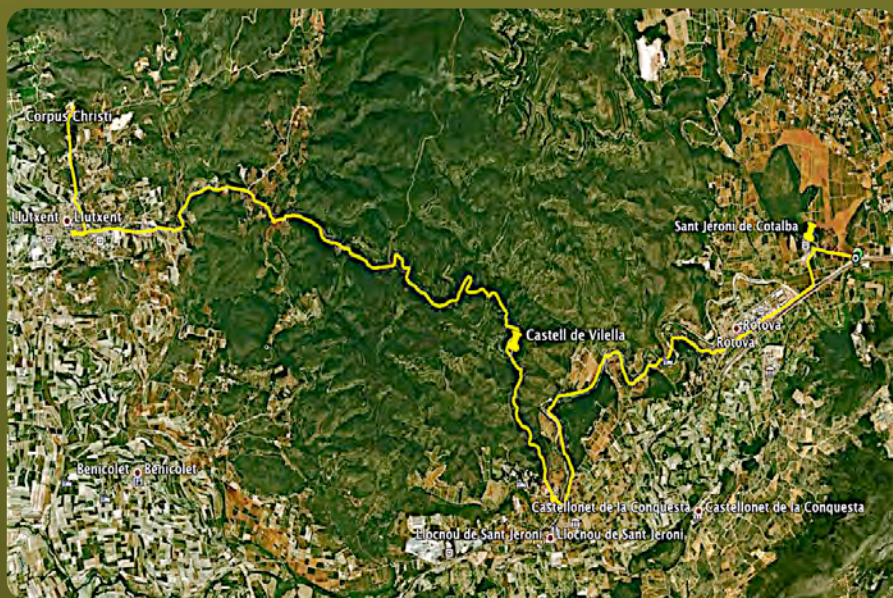 Corpus Christi
Llutxent
Llutxent
Sant Jeroni de Cotalba
Castell de Vilella
Rotova
Rotova
Benicolet
Benicolet
Castellonet de la Conquesta
Castellonet de la Conquesta
Llocnou de Sant Jeroni
Llocnou de Sant Jeroni